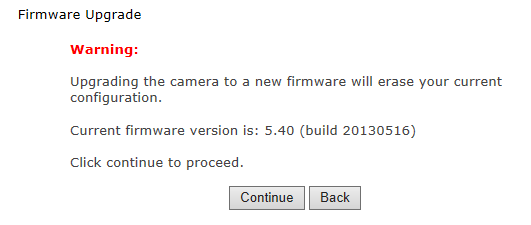 Firmware Upgrade
Warning:
Upgrading the camera to a new firmware will erase your current
configuration.
Current firmware version is: 5.40 (build 20130516)
Click continue to proceed.
Continue Back